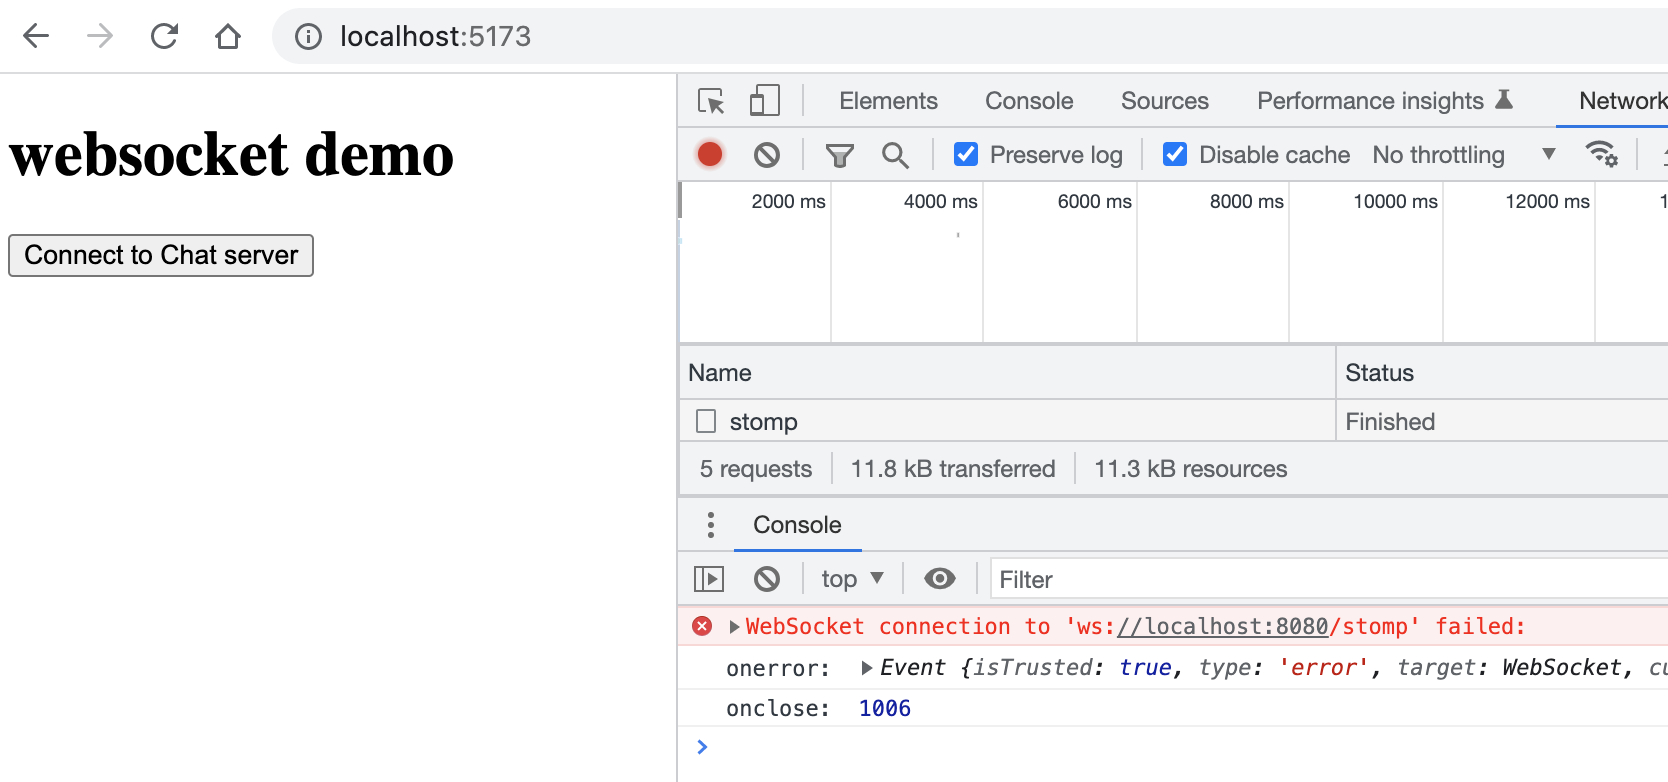 localhost:5173
websocket demo
Connect to Chat server
Elements Console Sources Performance insights Network
Preserve log Disable cache No throttling
2000 ms 4000 ms 6000 ms 8000 ms 10000 ms 12000 ms 1
Name Status
stomp Finished
5 requests 11.8 kB transferred 11.3 kB resources
Console
top Filter
WebSocket connection to 'ws://localhost:8080/stomp' failed:
onerror: Event {isTrusted: true, type: 'error', target: WebSocket, cu
onclose: 1006